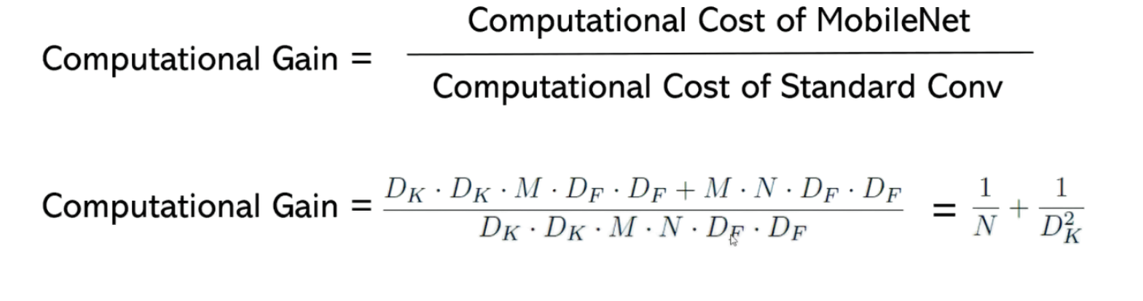 Computational Gain = Computational Cost of MobileNet / Computational Cost of Standard Conv
Computational Gain = (D_K · D_K · M · D_F · D_F + M · N · D_F · D_F) / (D_K · D_K · M · N · D_F · D_F) = 1/N + 1/D_K^2